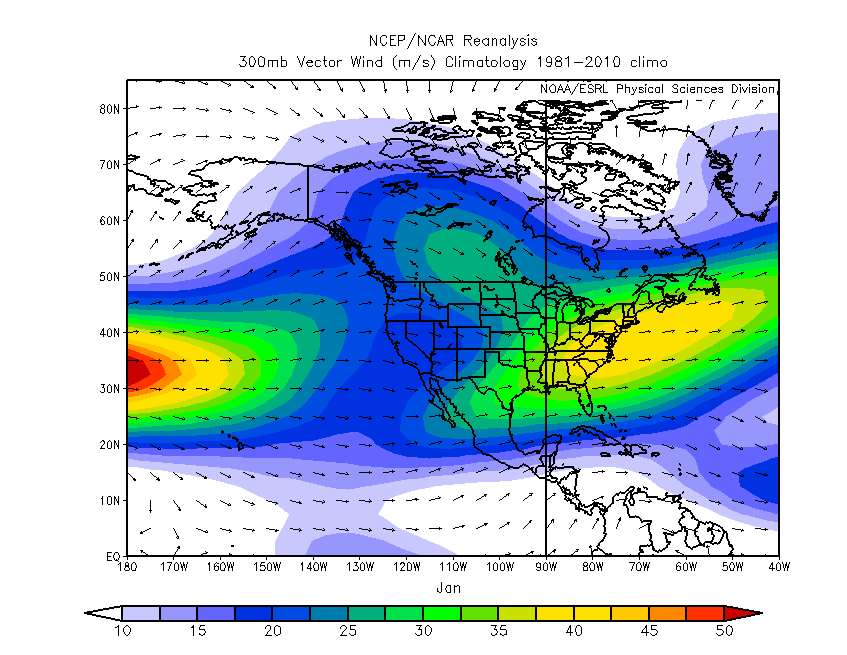 NCEP/NCAR Reanalysis
300mb Vector Wind (m/s) Climatology 1981-2010 climo
NOAA/ESRL Physical Sciences Division
80N
70N
60N
50N
40N
30N
20N
10N
EQ
180 170W 160W 150W 140W 130W 120W 110W 100W 90W 80W 70W 60W 50W 40W
Jan
10 15 20 25 30 35 40 45 50